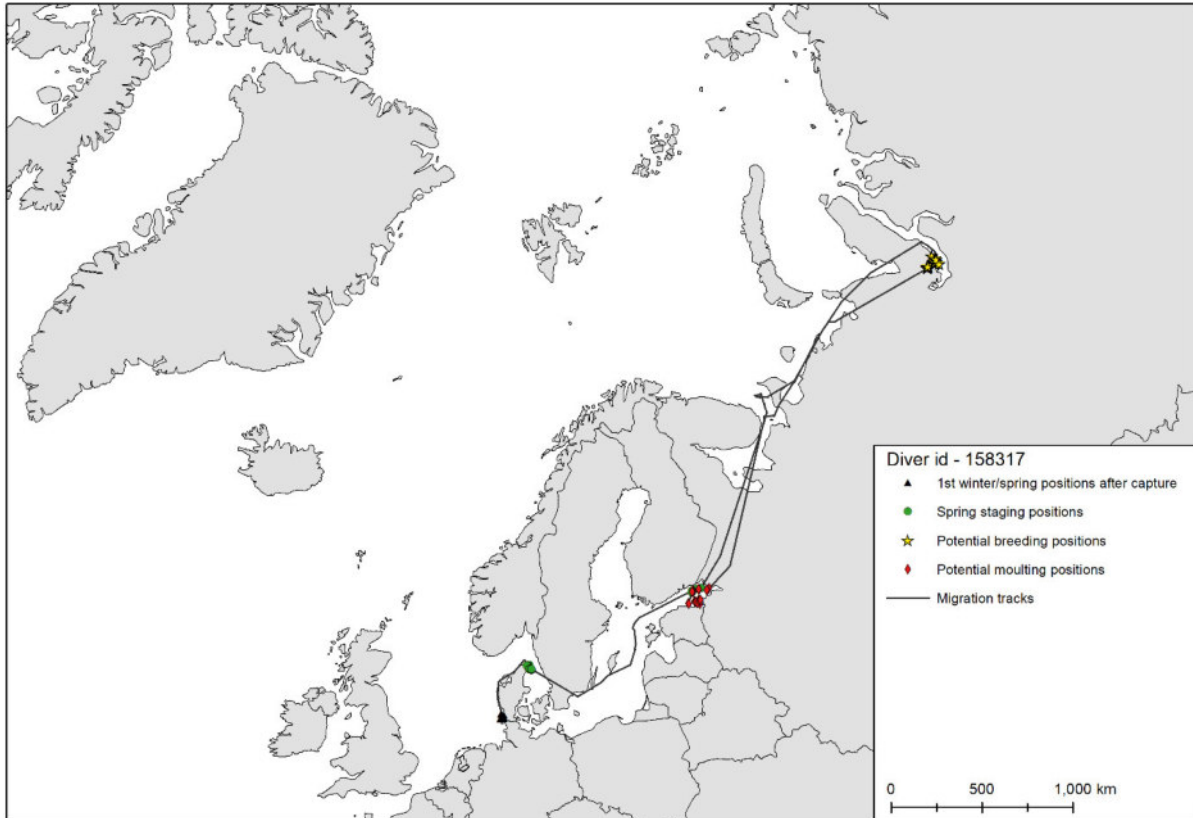 Diver id - 158317
1st winter/spring positions after capture
Spring staging positions
Potential breeding positions
Potential moulting positions
Migration tracks
0 500 1,000 km